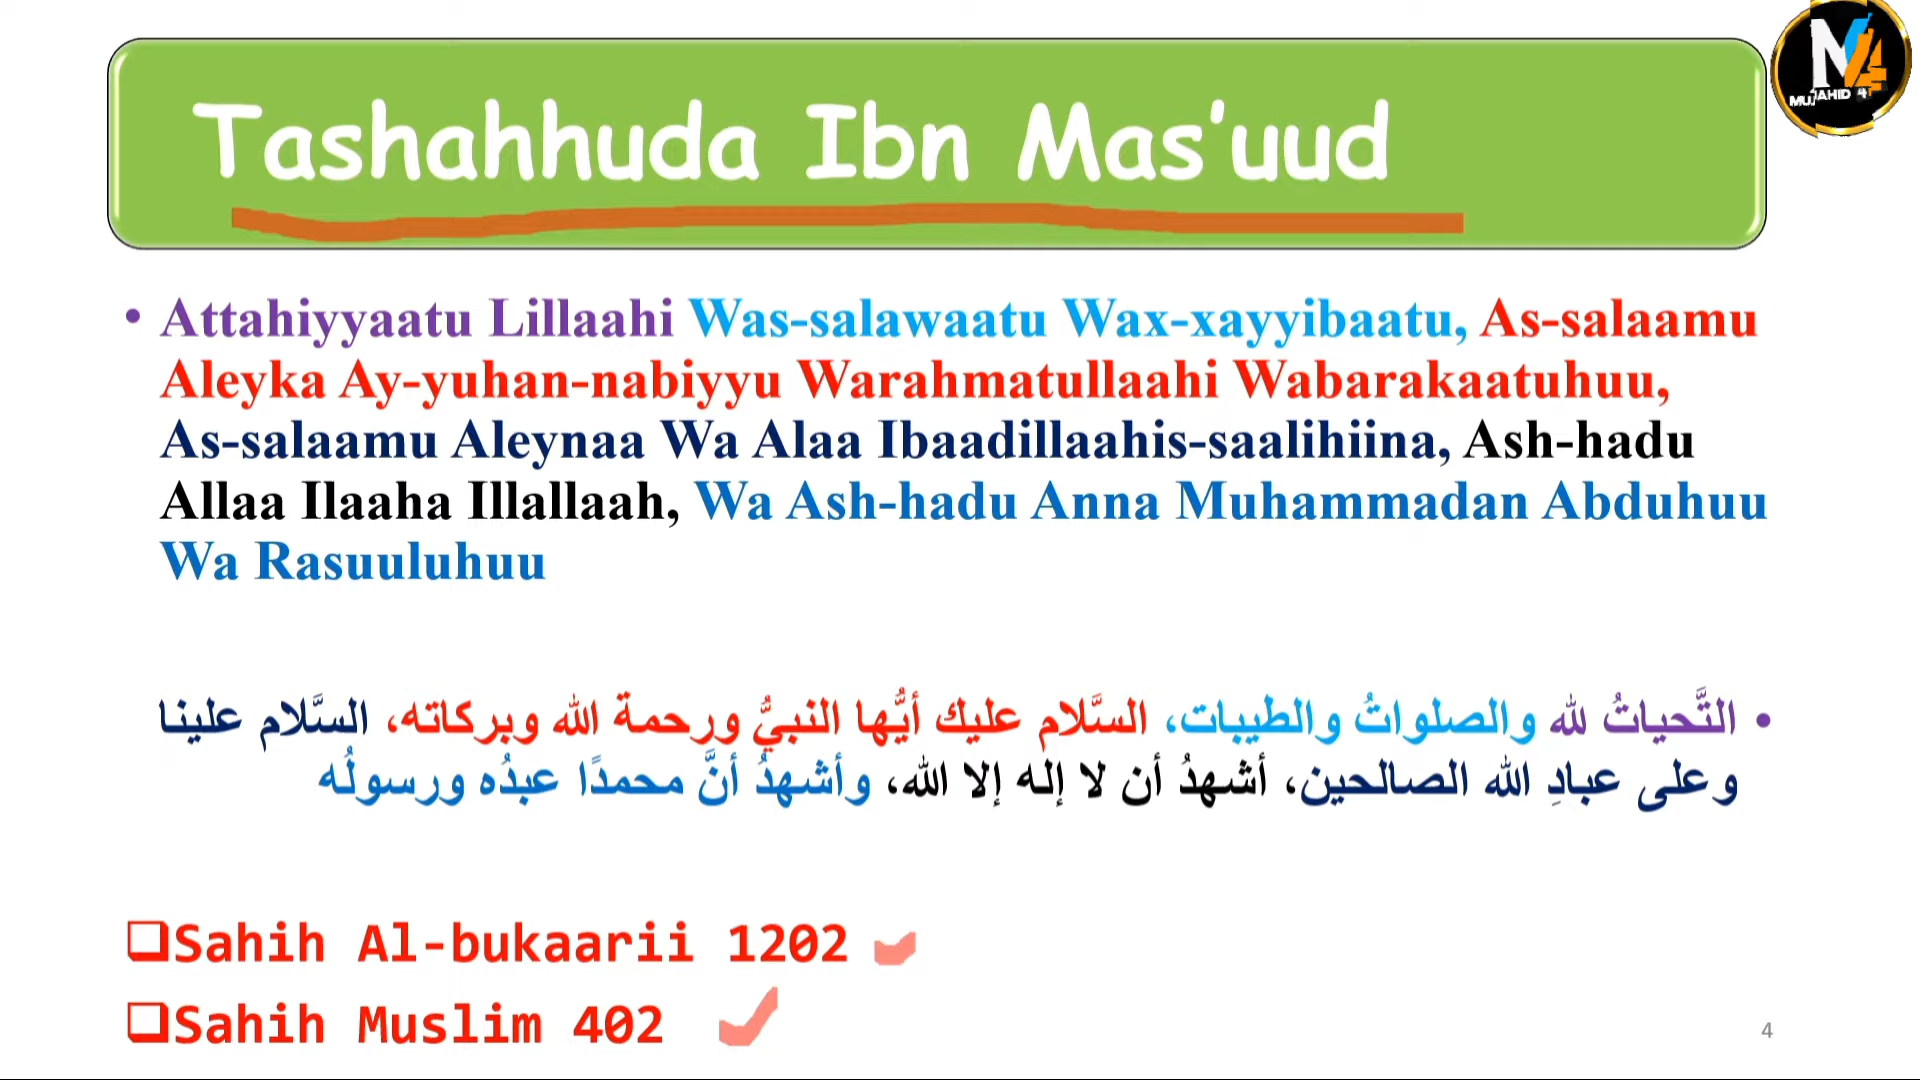 Tashahhuda Ibn Mas'uud
MUJAHID 4
• Attahiyyaatu Lillaahi Was-salawaatu Wax-xayyibaatu, As-salaamu
Aleyka Ay-yuhan-nabiyyu Warahmatullaahi Wabarakaatuhuu,
As-salaamu Aleynaa Wa Alaa Ibaadillaahis-saalihiina, Ash-hadu
Allaa Ilaaha Illallaah, Wa Ash-hadu Anna Muhammadan Abduhuu
Wa Rasuuluhuu
• التَّحياتُ لله والصلواتُ والطيبات، السَّلام عليك أيُّها النبيُّ ورحمة الله وبركاته، السَّلام علينا
وعلى عبادِ الله الصالحين، أشهدُ أن لا إله إلا الله، وأشهدُ أنَّ محمدًا عبدُه ورسولُه
❑Sahih Al-bukaarii 1202
❑Sahih Muslim 402
4